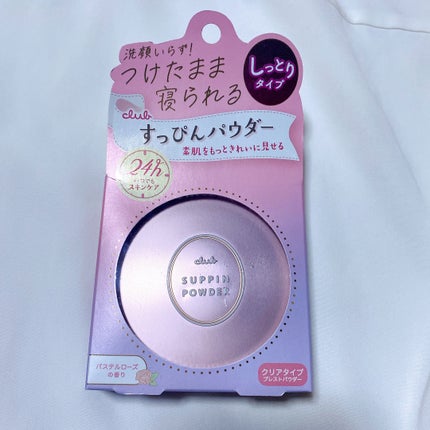 洗顔いらず!
つけたまま
寝られる
しっとり
タイプ
club
すっぴんパウダー
素肌をもっときれいに見せる
24h
いつでも
スキンケア
club
SUPPIN
POWDER
パステルローズ
の香り
クリアタイプ
プレストパウダー